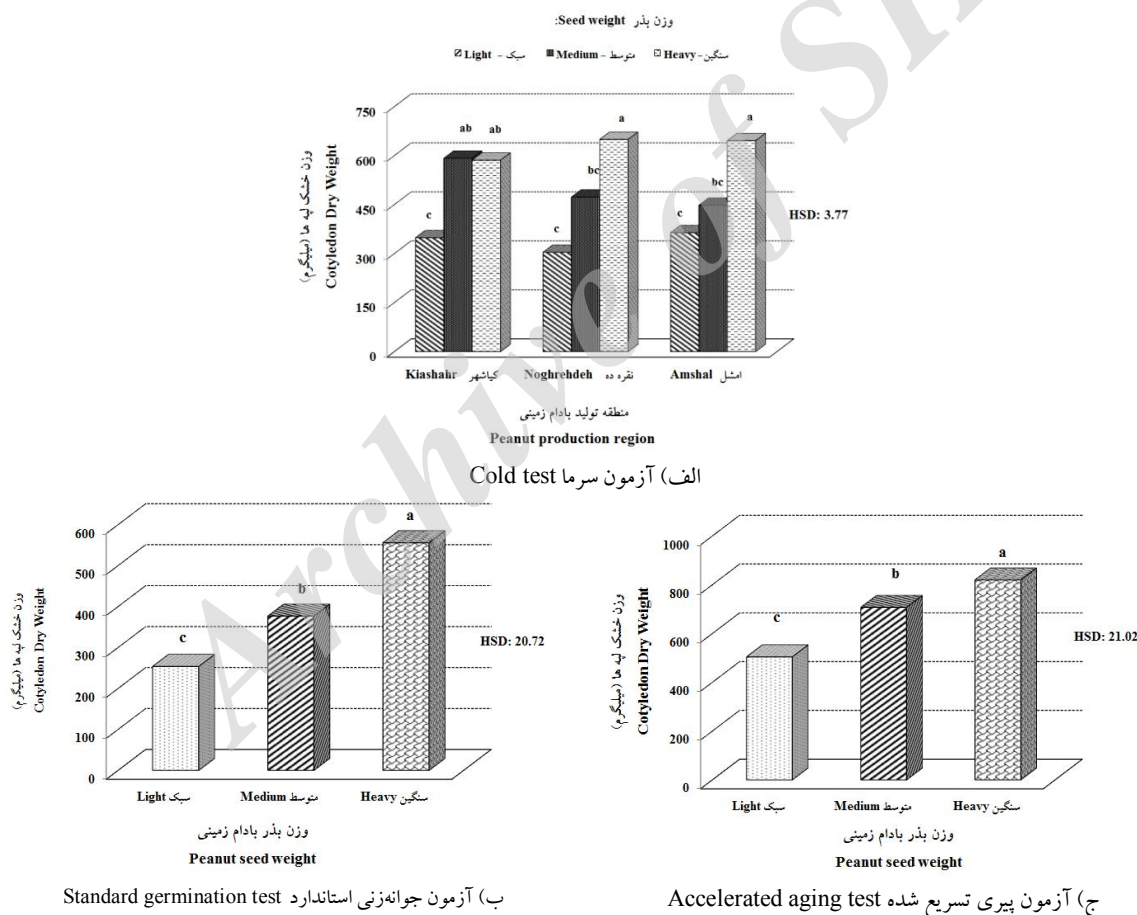 وزن بذر Seed weight:
Light - سبک Medium - متوسط Heavy - سنگین
وزن خشک لپه ها (میلیگرم)
Cotyledon Dry Weight
750
600
450
300
150
0
c ab ab
c bc a
c bc a
HSD: 3.77
Kiashahr کیاشهر Noghrehdeh نقره ده Amshal امشل
منطقه تولید بادام زمینی
Peanut production region
الف) آزمون سرما Cold test
وزن خشک لپه ها (میلیگرم)
Cotyledon Dry Weight
600
500
400
300
200
100
0
c b a
HSD: 20.72
Light سبک Medium متوسط Heavy سنگین
وزن بذر بادام زمینی
Peanut seed weight
ب) آزمون جوانه‌زنی استاندارد Standard germination test
وزن خشک لپه ها (میلیگرم)
Cotyledon Dry Weight
1000
800
600
400
200
0
c b a
HSD: 21.02
Light سبک Medium متوسط Heavy سنگین
وزن بذر بادام زمینی
Peanut seed weight
ج) آزمون پیری تسریع شده Accelerated aging test
Archive of